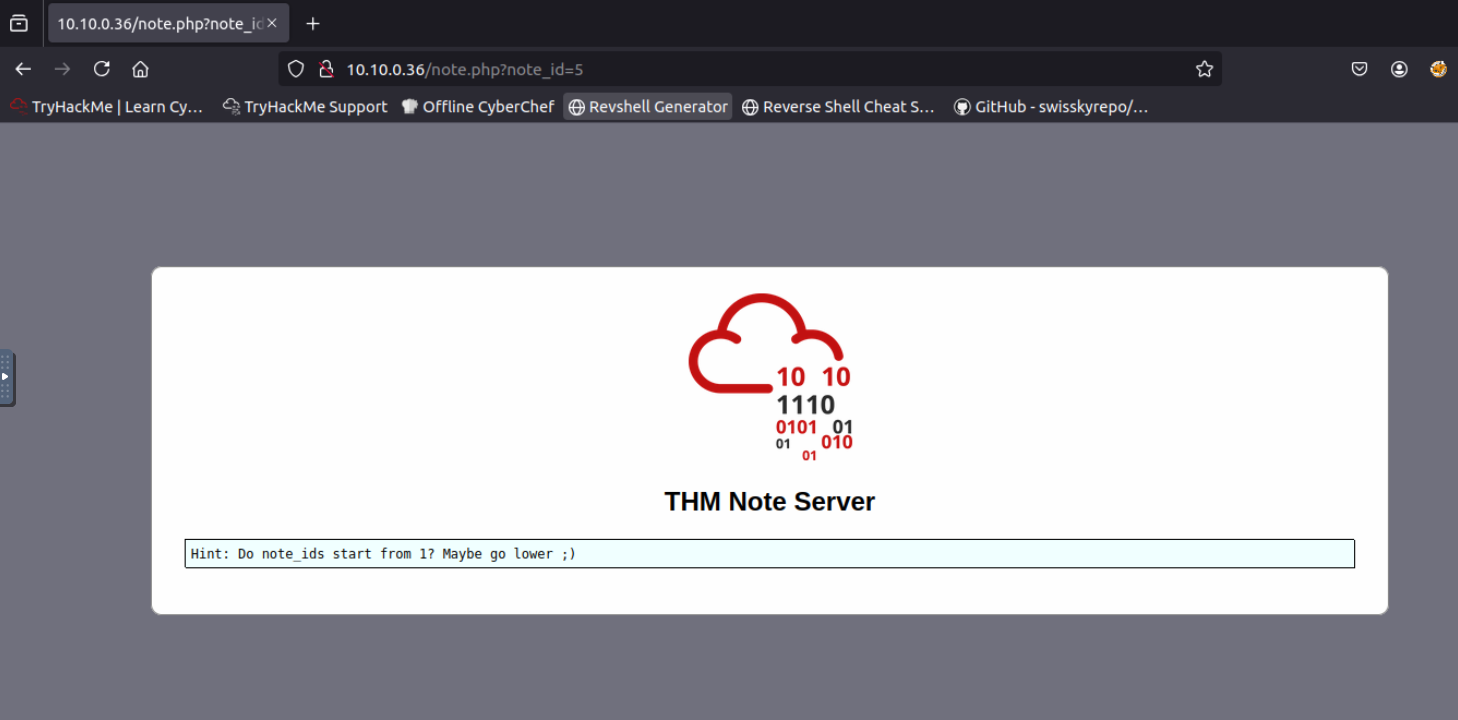 10.10.0.36/note.php?note_id
10.10.0.36/note.php?note_id=5
TryHackMe | Learn Cy… TryHackMe Support Offline CyberChef Revshell Generator Reverse Shell Cheat S… GitHub - swisskyrepo/…
10 10
1110
0101 01
01 010
01
THM Note Server
Hint: Do note_ids start from 1? Maybe go lower ;)